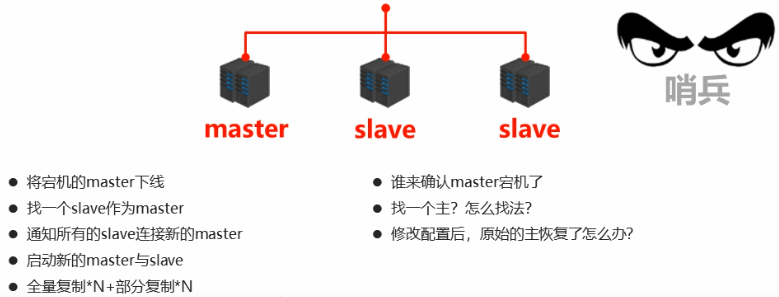 哨兵
master slave slave
将宕机的master下线
找一个slave作为master
通知所有的slave连接新的master
启动新的master与slave
全量复制*N+部分复制*N
谁来确认master宕机了
找一个主？怎么找法？
修改配置后，原始的主恢复了怎么办？